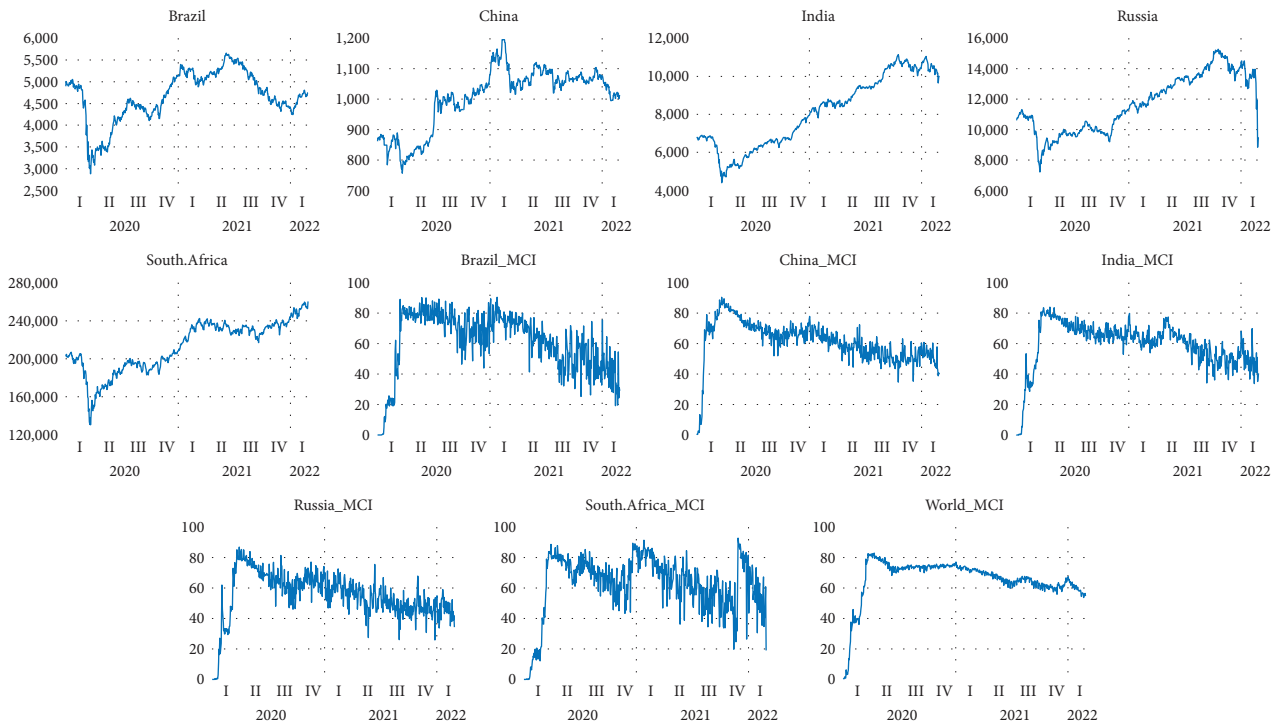 Brazil
6,000
5,500
5,000
4,500
4,000
3,500
3,000
2,500
I II III IV I II III IV I
2020 2021 2022
China
1,200
1,100
1,000
900
800
700
I II III IV I II III IV I
2020 2021 2022
India
12,000
10,000
8,000
6,000
4,000
I II III IV I II III IV I
2020 2021 2022
Russia
16,000
14,000
12,000
10,000
8,000
6,000
I II III IV I II III IV I
2020 2021 2022
South.Africa
280,000
240,000
200,000
160,000
120,000
I II III IV I II III IV I
2020 2021 2022
Brazil_MCI
100
80
60
40
20
0
I II III IV I II III IV I
2020 2021 2022
China_MCI
100
80
60
40
20
0
I II III IV I II III IV I
2020 2021 2022
India_MCI
100
80
60
40
20
0
I II III IV I II III IV I
2020 2021 2022
Russia_MCI
100
80
60
40
20
0
I II III IV I II III IV I
2020 2021 2022
South.Africa_MCI
100
80
60
40
20
0
I II III IV I II III IV I
2020 2021 2022
World_MCI
100
80
60
40
20
0
I II III IV I II III IV I
2020 2021 2022